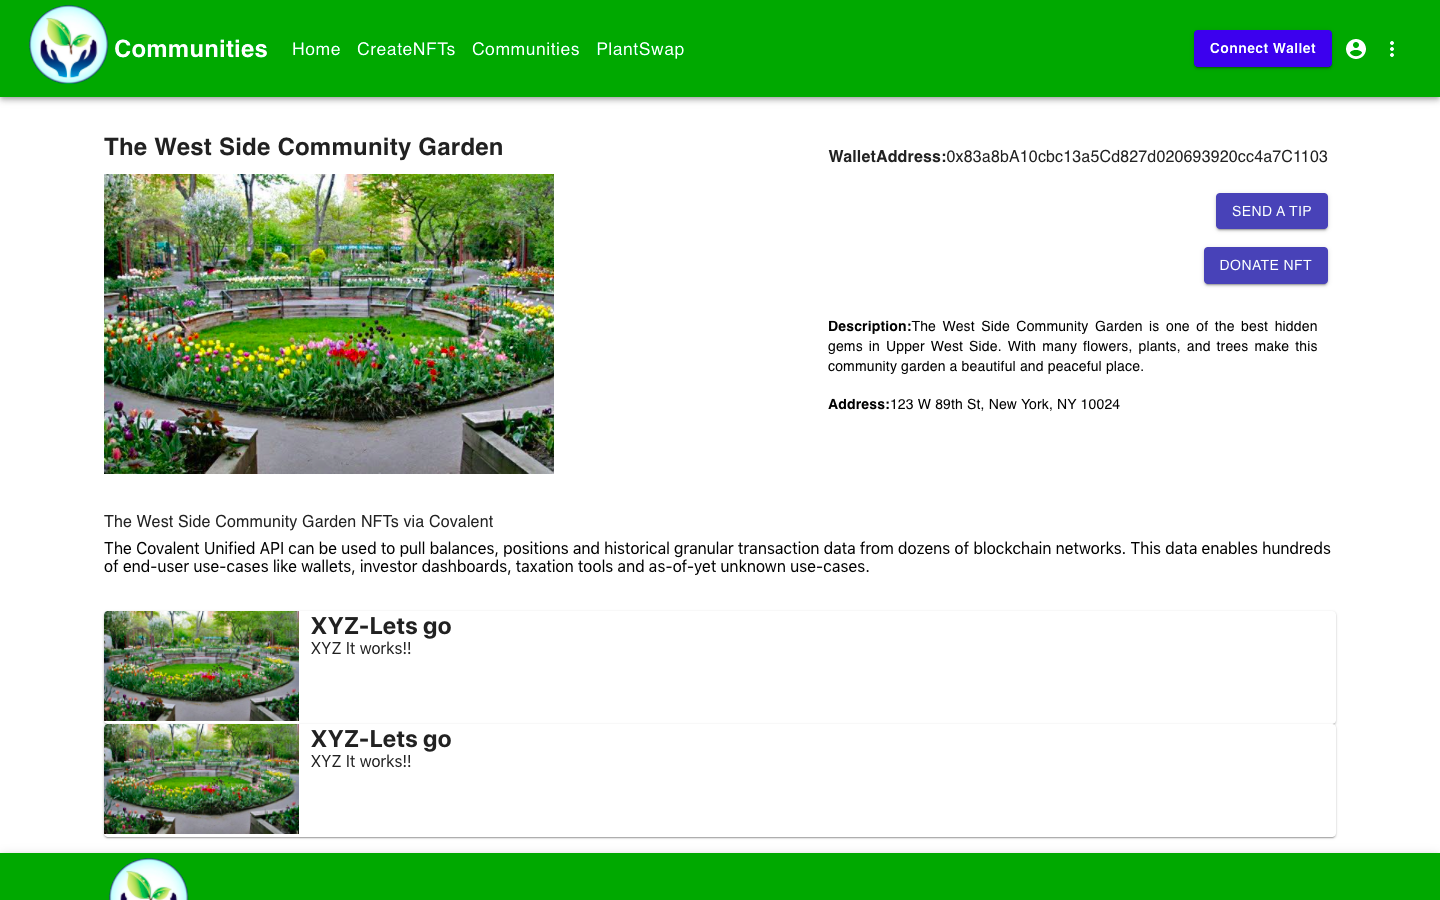 Communities
Home
CreateNFTs
Communities
PlantSwap
Connect Wallet
The West Side Community Garden
WalletAddress:0x83a8bA10cbc13a5Cd827d020693920cc4a7C1103
SEND A TIP
DONATE NFT
Description:The West Side Community Garden is one of the best hidden
gems in Upper West Side. With many flowers, plants, and trees make this
community garden a beautiful and peaceful place.
Address:123 W 89th St, New York, NY 10024
The West Side Community Garden NFTs via Covalent
The Covalent Unified API can be used to pull balances, positions and historical granular transaction data from dozens of blockchain networks. This data enables hundreds
of end-user use-cases like wallets, investor dashboards, taxation tools and as-of-yet unknown use-cases.
XYZ-Lets go
XYZ It works!!
XYZ-Lets go
XYZ It works!!